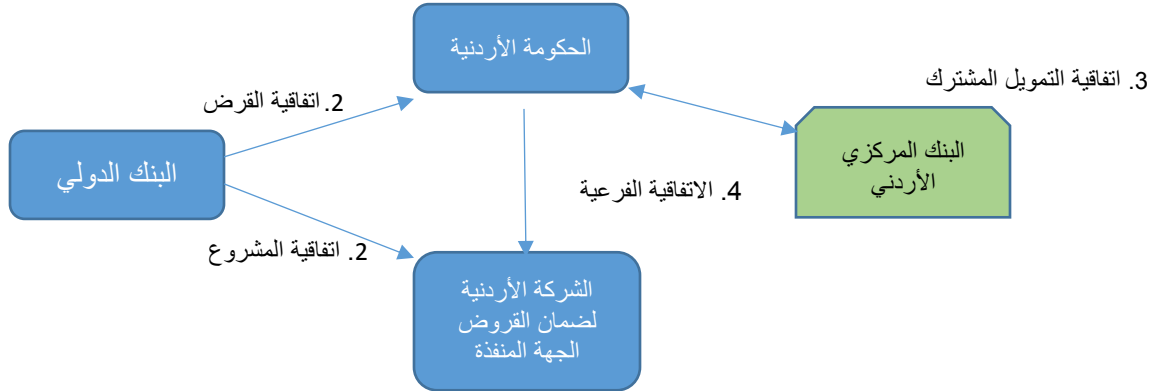 الحكومة الأردنية
3. اتفاقية التمويل المشترك
2. اتفاقية القرض
البنك المركزي
الأردني
البنك الدولي
4. الاتفاقية الفرعية
2. اتفاقية المشروع
الشركة الأردنية
لضمان القروض
الجهة المنفذة